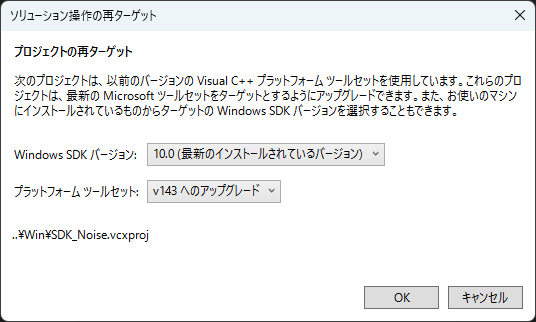 ソリューション操作の再ターゲット
プロジェクトの再ターゲット
次のプロジェクトは、以前のバージョンの Visual C++ プラットフォーム ツールセットを使用しています。これらのプロ
ジェクトは、最新の Microsoft ツールセットをターゲットとするようにアップグレードできます。また、お使いのマシン
にインストールされているものからターゲットの Windows SDK バージョンを選択することもできます。
Windows SDK バージョン: 10.0 (最新のインストールされているバージョン)
プラットフォーム ツールセット: v143 へのアップグレード
..¥Win¥SDK_Noise.vcxproj
OK キャンセル